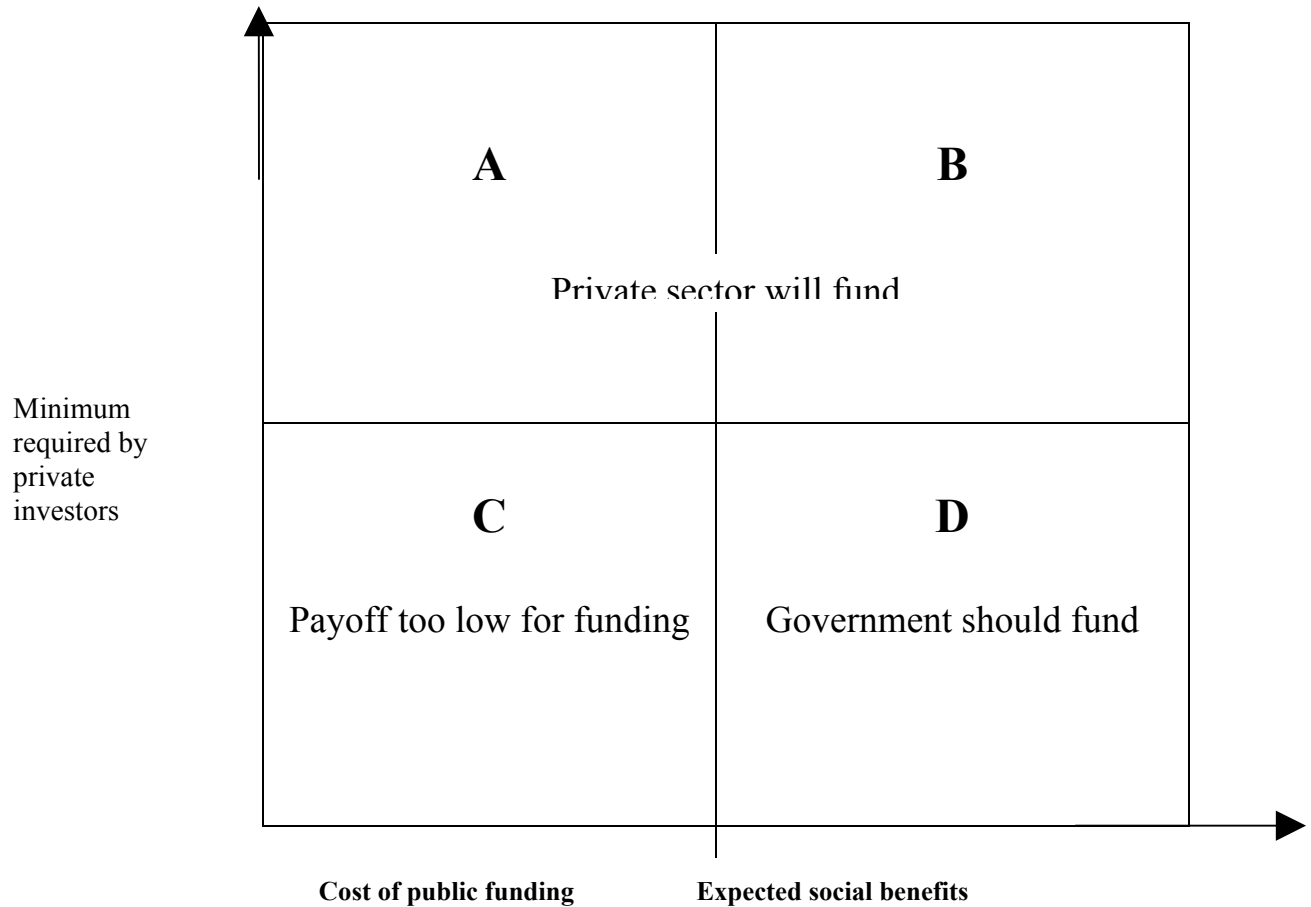 A
B
Private sector will fund
Minimum
required by
private
investors
C
D
Payoff too low for funding
Government should fund
Cost of public funding
Expected social benefits